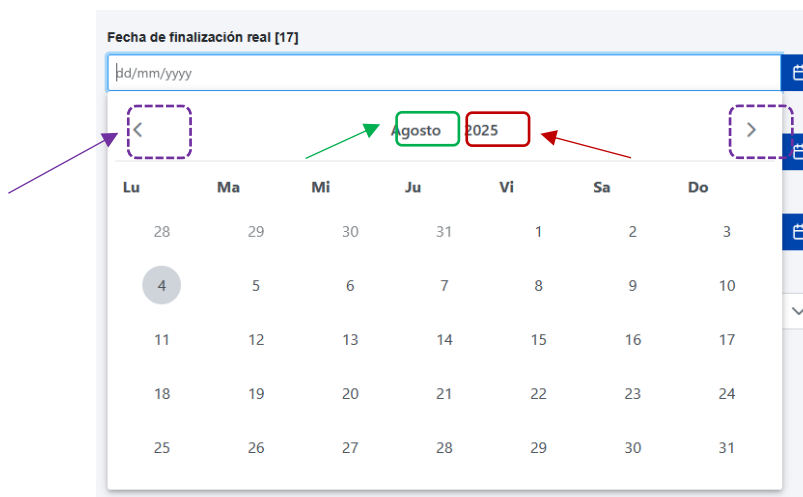 Fecha de finalización real [17]
dd/mm/yyyy
Agosto 2025
Lu Ma Mi Ju Vi Sa Do
28 29 30 31 1 2 3
4 5 6 7 8 9 10
11 12 13 14 15 16 17
18 19 20 21 22 23 24
25 26 27 28 29 30 31